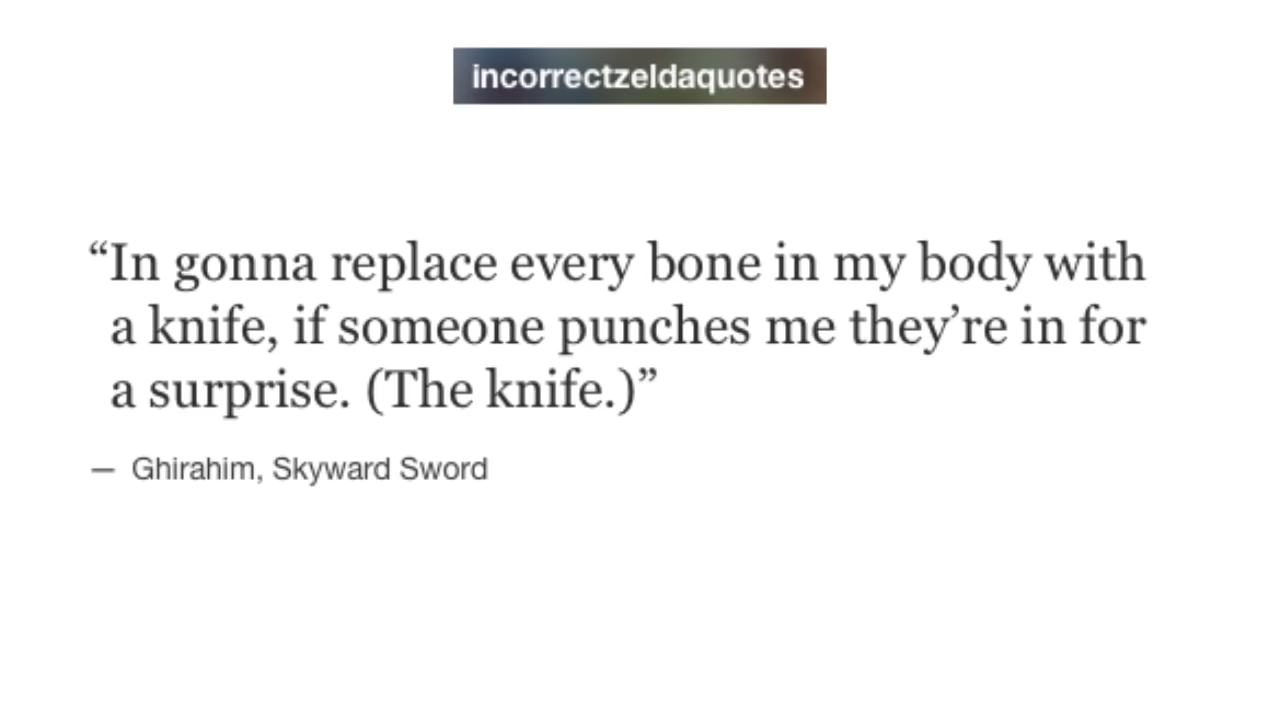 incorrectzeldaquotes
“In gonna replace every bone in my body with
a knife, if someone punches me they’re in for
a surprise. (The knife.)”
— Ghirahim, Skyward Sword